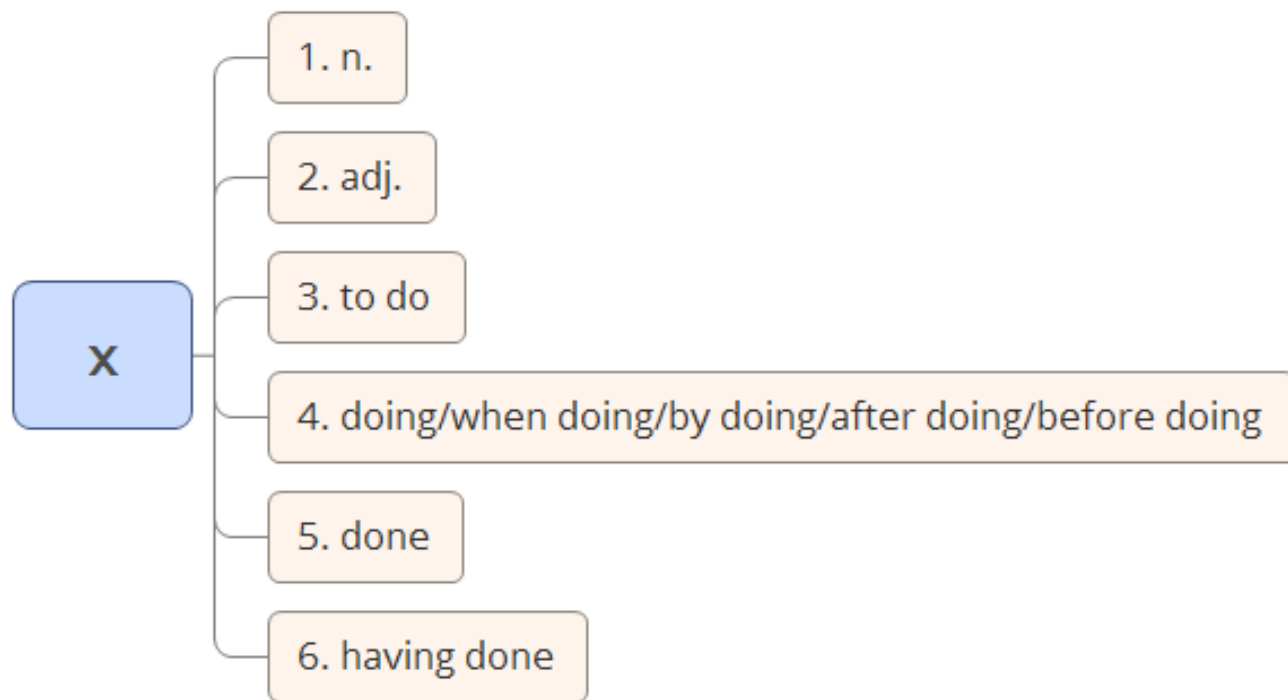 1. n.
2. adj.
3. to do
x
4. doing/when doing/by doing/after doing/before doing
5. done
6. having done